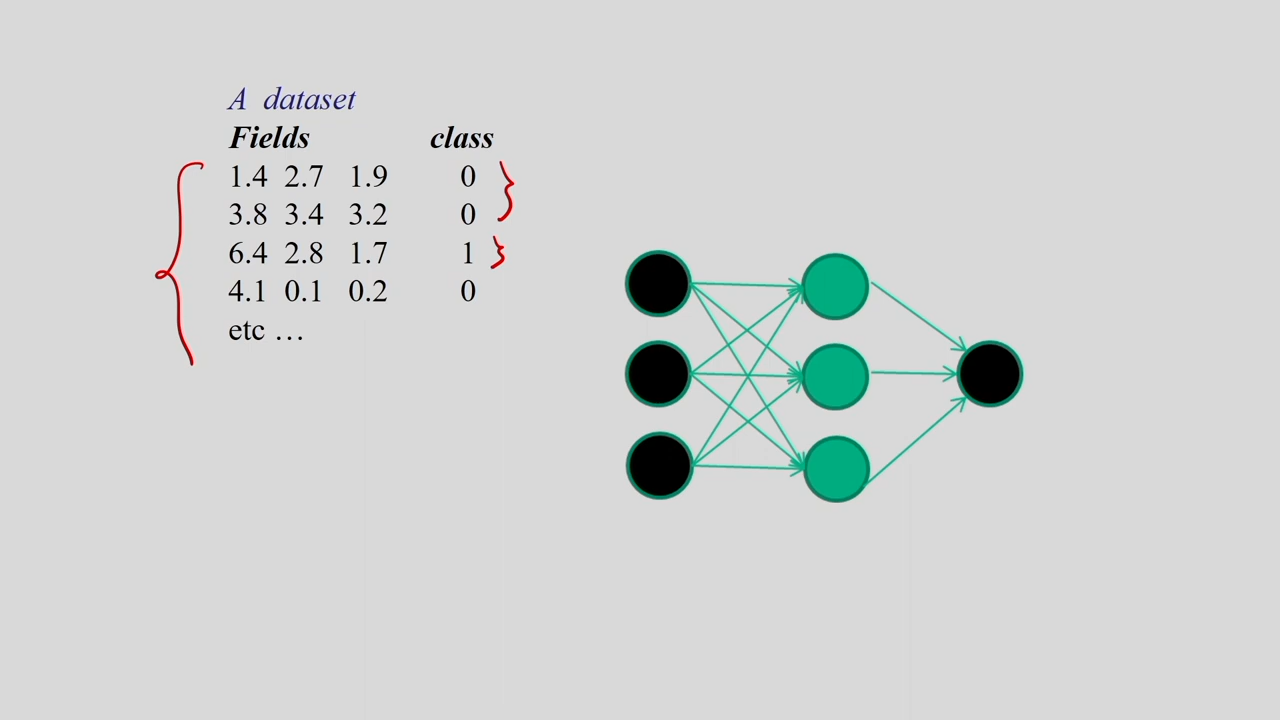 A dataset
Fields class
1.4 2.7 1.9 0
3.8 3.4 3.2 0
6.4 2.8 1.7 1
4.1 0.1 0.2 0
etc …